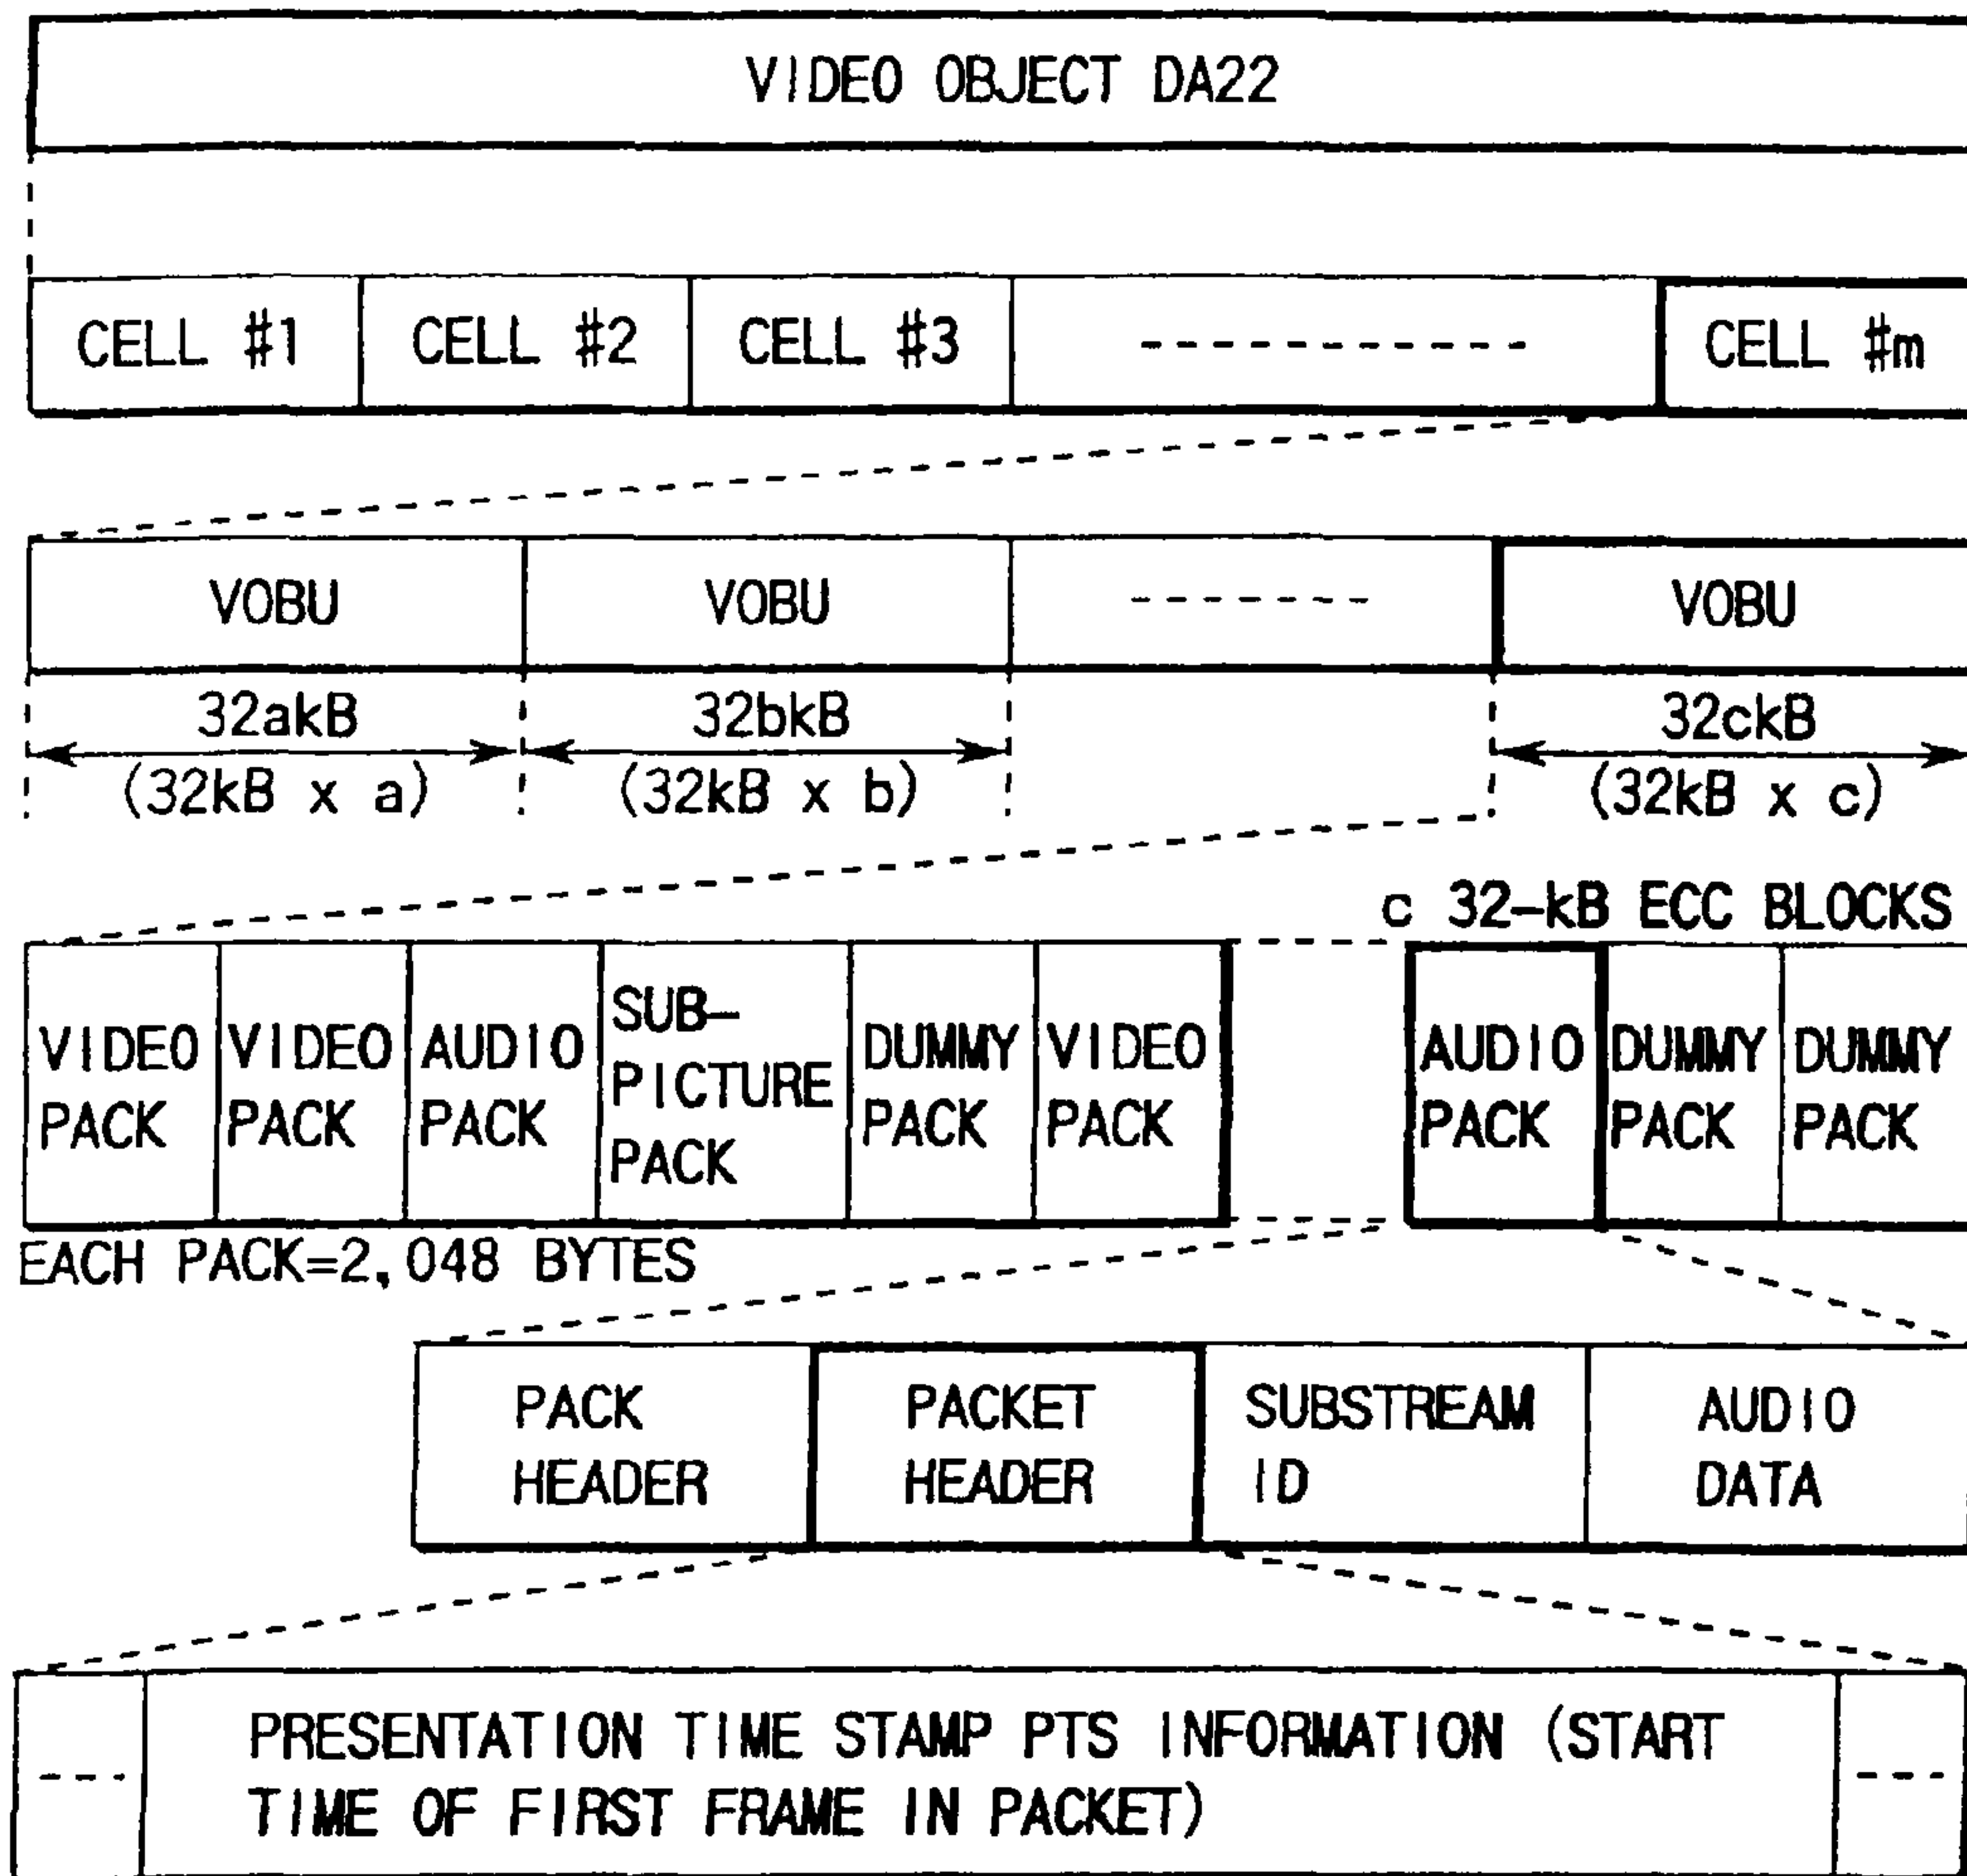 VIDEO OBJECT DA22
CELL #1 CELL #2 CELL #3 CELL #m
VOBU VOBU VOBU
32akB 32bkB 32ckB
(32kB x a) (32kB x b) (32kB x c)
c 32-kB ECC BLOCKS
VIDEO PACK
VIDEO PACK
AUDIO PACK
SUB-
PICTURE
PACK
DUMMY PACK
VIDEO PACK
AUDIO PACK
DUMMY PACK
DUMMY PACK
EACH PACK=2,048 BYTES
PACK HEADER
PACKET HEADER
SUBSTREAM ID
AUDIO DATA
PRESENTATION TIME STAMP PTS INFORMATION (START
TIME OF FIRST FRAME IN PACKET)